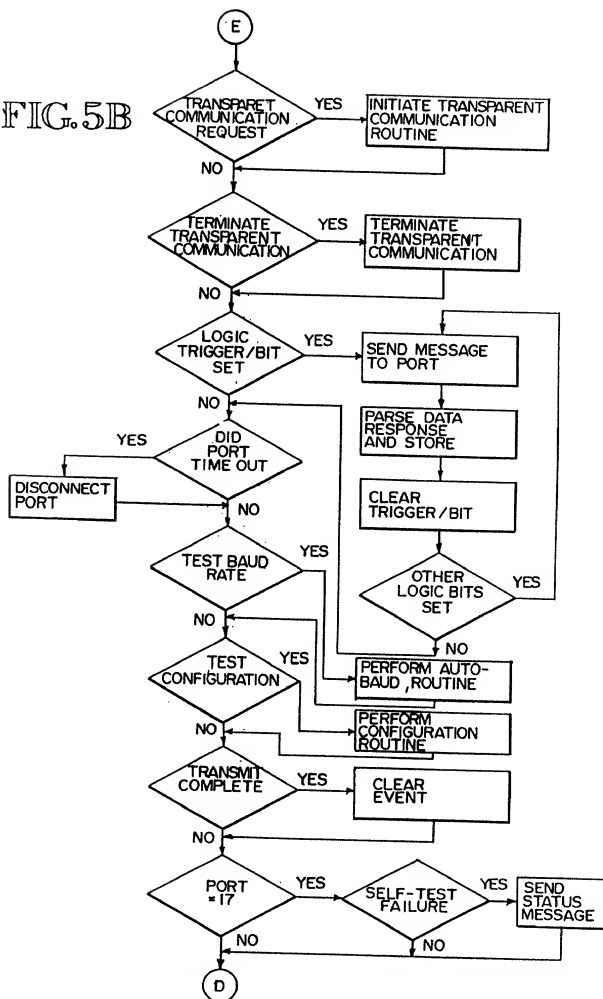 E
FIG. 5B
TRANSPARET
COMMUNICATION
REQUEST
YES
INITIATE TRANSPARENT
COMMUNICATION
ROUTINE
NO
TERMINATE
TRANSPARENT
COMMUNICATION
YES
TERMINATE
TRANSPARENT
COMMUNICATION
NO
LOGIC
TRIGGER/BIT
SET
YES
SEND MESSAGE
TO PORT
NO
PARSE DATA
RESPONSE
AND STORE
YES
DID
PORT
TIME OUT
DISCONNECT
PORT
NO
CLEAR
TRIGGER/BIT
TEST BAUD
RATE
YES
OTHER
LOGIC BITS
SET
YES
NO
NO
TEST
CONFIGURATION
YES
PERFORM AUTO-
BAUD, ROUTINE
NO
PERFORM
CONFIGURATION
ROUTINE
TRANSMIT
COMPLETE
YES
CLEAR
EVENT
NO
PORT
*17
YES
SELF-TEST
FAILURE
YES
SEND
STATUS
MESSAGE
NO
NO
D